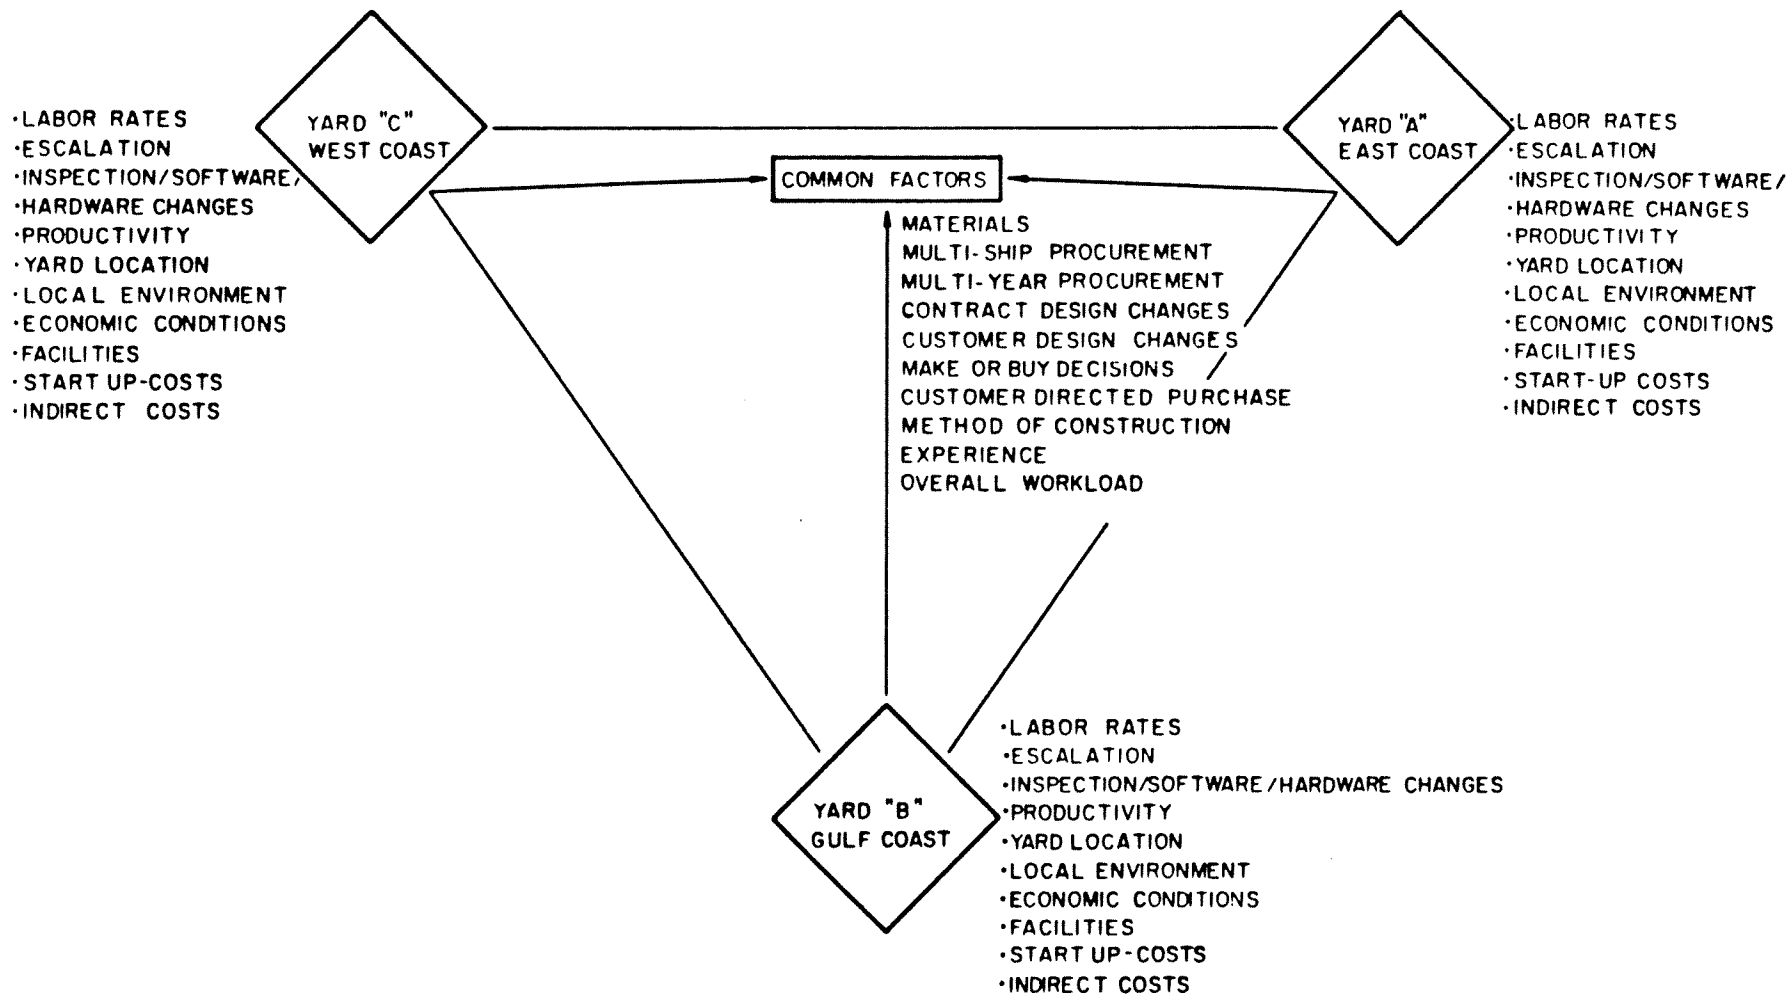 YARD "C"
WEST COAST
·LABOR RATES
·ESCALATION
·INSPECTION/SOFTWARE/
·HARDWARE CHANGES
·PRODUCTIVITY
·YARD LOCATION
·LOCAL ENVIRONMENT
·ECONOMIC CONDITIONS
·FACILITIES
·START UP-COSTS
·INDIRECT COSTS
COMMON FACTORS
MATERIALS
MULTI-SHIP PROCUREMENT
MULTI-YEAR PROCUREMENT
CONTRACT DESIGN CHANGES
CUSTOMER DESIGN CHANGES
MAKE OR BUY DECISIONS
CUSTOMER DIRECTED PURCHASE
METHOD OF CONSTRUCTION
EXPERIENCE
OVERALL WORKLOAD
YARD "A"
EAST COAST
·LABOR RATES
·ESCALATION
·INSPECTION/SOFTWARE/
·HARDWARE CHANGES
·PRODUCTIVITY
·YARD LOCATION
·LOCAL ENVIRONMENT
·ECONOMIC CONDITIONS
·FACILITIES
·START-UP COSTS
·INDIRECT COSTS
YARD "B"
GULF COAST
·LABOR RATES
·ESCALATION
·INSPECTION/SOFTWARE/HARDWARE CHANGES
·PRODUCTIVITY
·YARD LOCATION
·LOCAL ENVIRONMENT
·ECONOMIC CONDITIONS
·FACILITIES
·START UP-COSTS
·INDIRECT COSTS